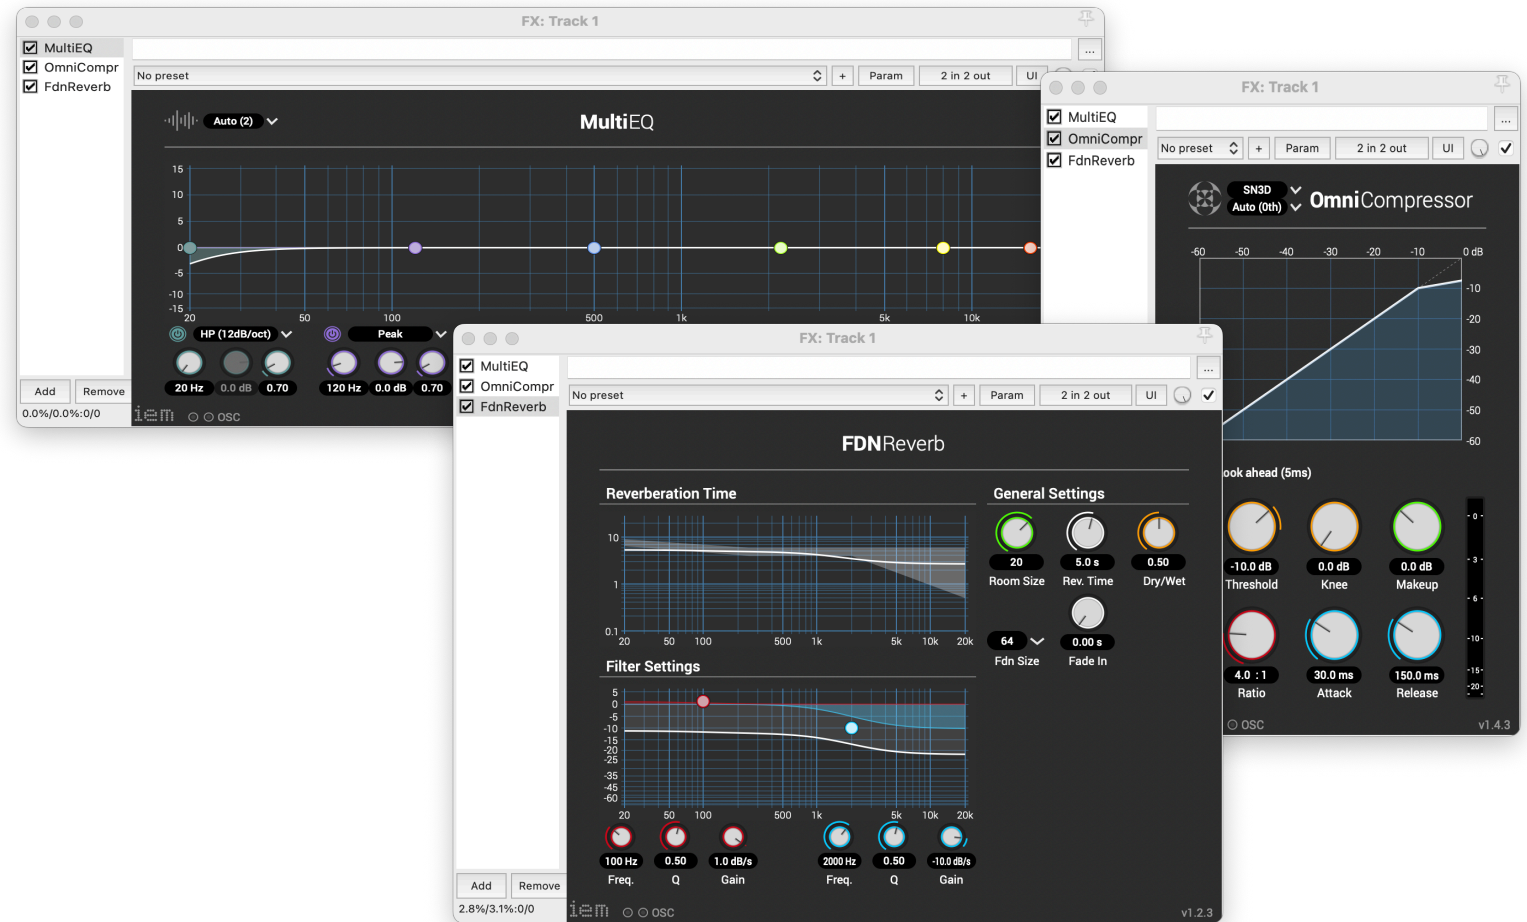 FX: Track 1
MultiEQ
OmniCompr
FdnReverb
...
No preset + Param 2 in 2 out UI
Auto (2)
MultiEQ
15
10
5
0
-5
-10
-15
20 50 100 500 1k 5k 10k
HP (12dB/oct) Peak
20 Hz 0.0 dB 0.70 120 Hz 0.0 dB 0.70
Add Remove
0.0%/0.0%:0/0
iem OSC
FX: Track 1
MultiEQ
OmniCompr
FdnReverb
...
No preset + Param 2 in 2 out UI
SN3D
Auto (0th)
OmniCompressor
-60 -50 -40 -30 -20 -10 0 dB
-10
-20
-30
-40
-50
-60
ook ahead (5ms)
-10.0 dB 0.0 dB 0.0 dB
Threshold Knee Makeup
4.0 : 1 30.0 ms 150.0 ms
Ratio Attack Release
- 0 -
- 3 -
- 6 -
-10-
-15-
-20-
OSC v1.4.3
FX: Track 1
MultiEQ
OmniCompr
FdnReverb
...
No preset + Param 2 in 2 out UI
FDNReverb
Reverberation Time
10
1
0.1
20 50 100 500 1k 5k 10k 20k
General Settings
20 5.0 s 0.50
Room Size Rev. Time Dry/Wet
64 0.00 s
Fdn Size Fade In
Filter Settings
5
0
-5
-10
-15
-20
-25
-35
-45
-60
20 50 100 500 1k 5k 10k 20k
100 Hz 0.50 1.0 dB/s 2000 Hz 0.50 -10.0 dB/s
Freq. Q Gain Freq. Q Gain
Add Remove
2.8%/3.1%:0/0
iem OSC v1.2.3